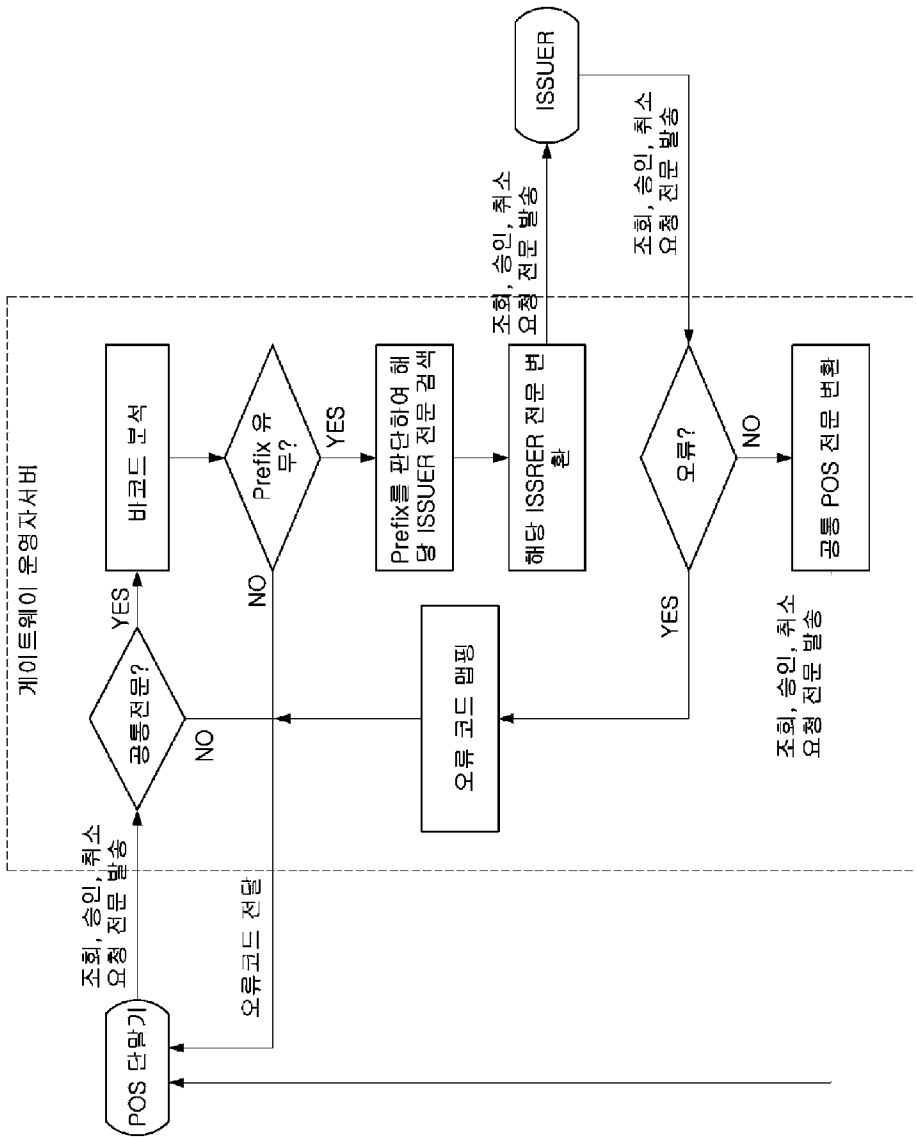 게이트웨이 운영자서비
POS 단말기
조회, 승인, 취소
요청 전문 발송
공통전문?
YES
NO
바코드 분석
Prefix 유
무?
NO
YES
오류코드 전달
Prefix를 판단하여 해
당 ISSUER 전문 검색
해당 ISSRER 전문 변
환
조회, 승인, 취소
요청 전문 발송
ISSUER
조회, 승인, 취소
요청 전문 발송
오류?
YES
NO
오류 코드 맵핑
공통 POS 전문 변환
조회, 승인, 취소
요청 전문 발송